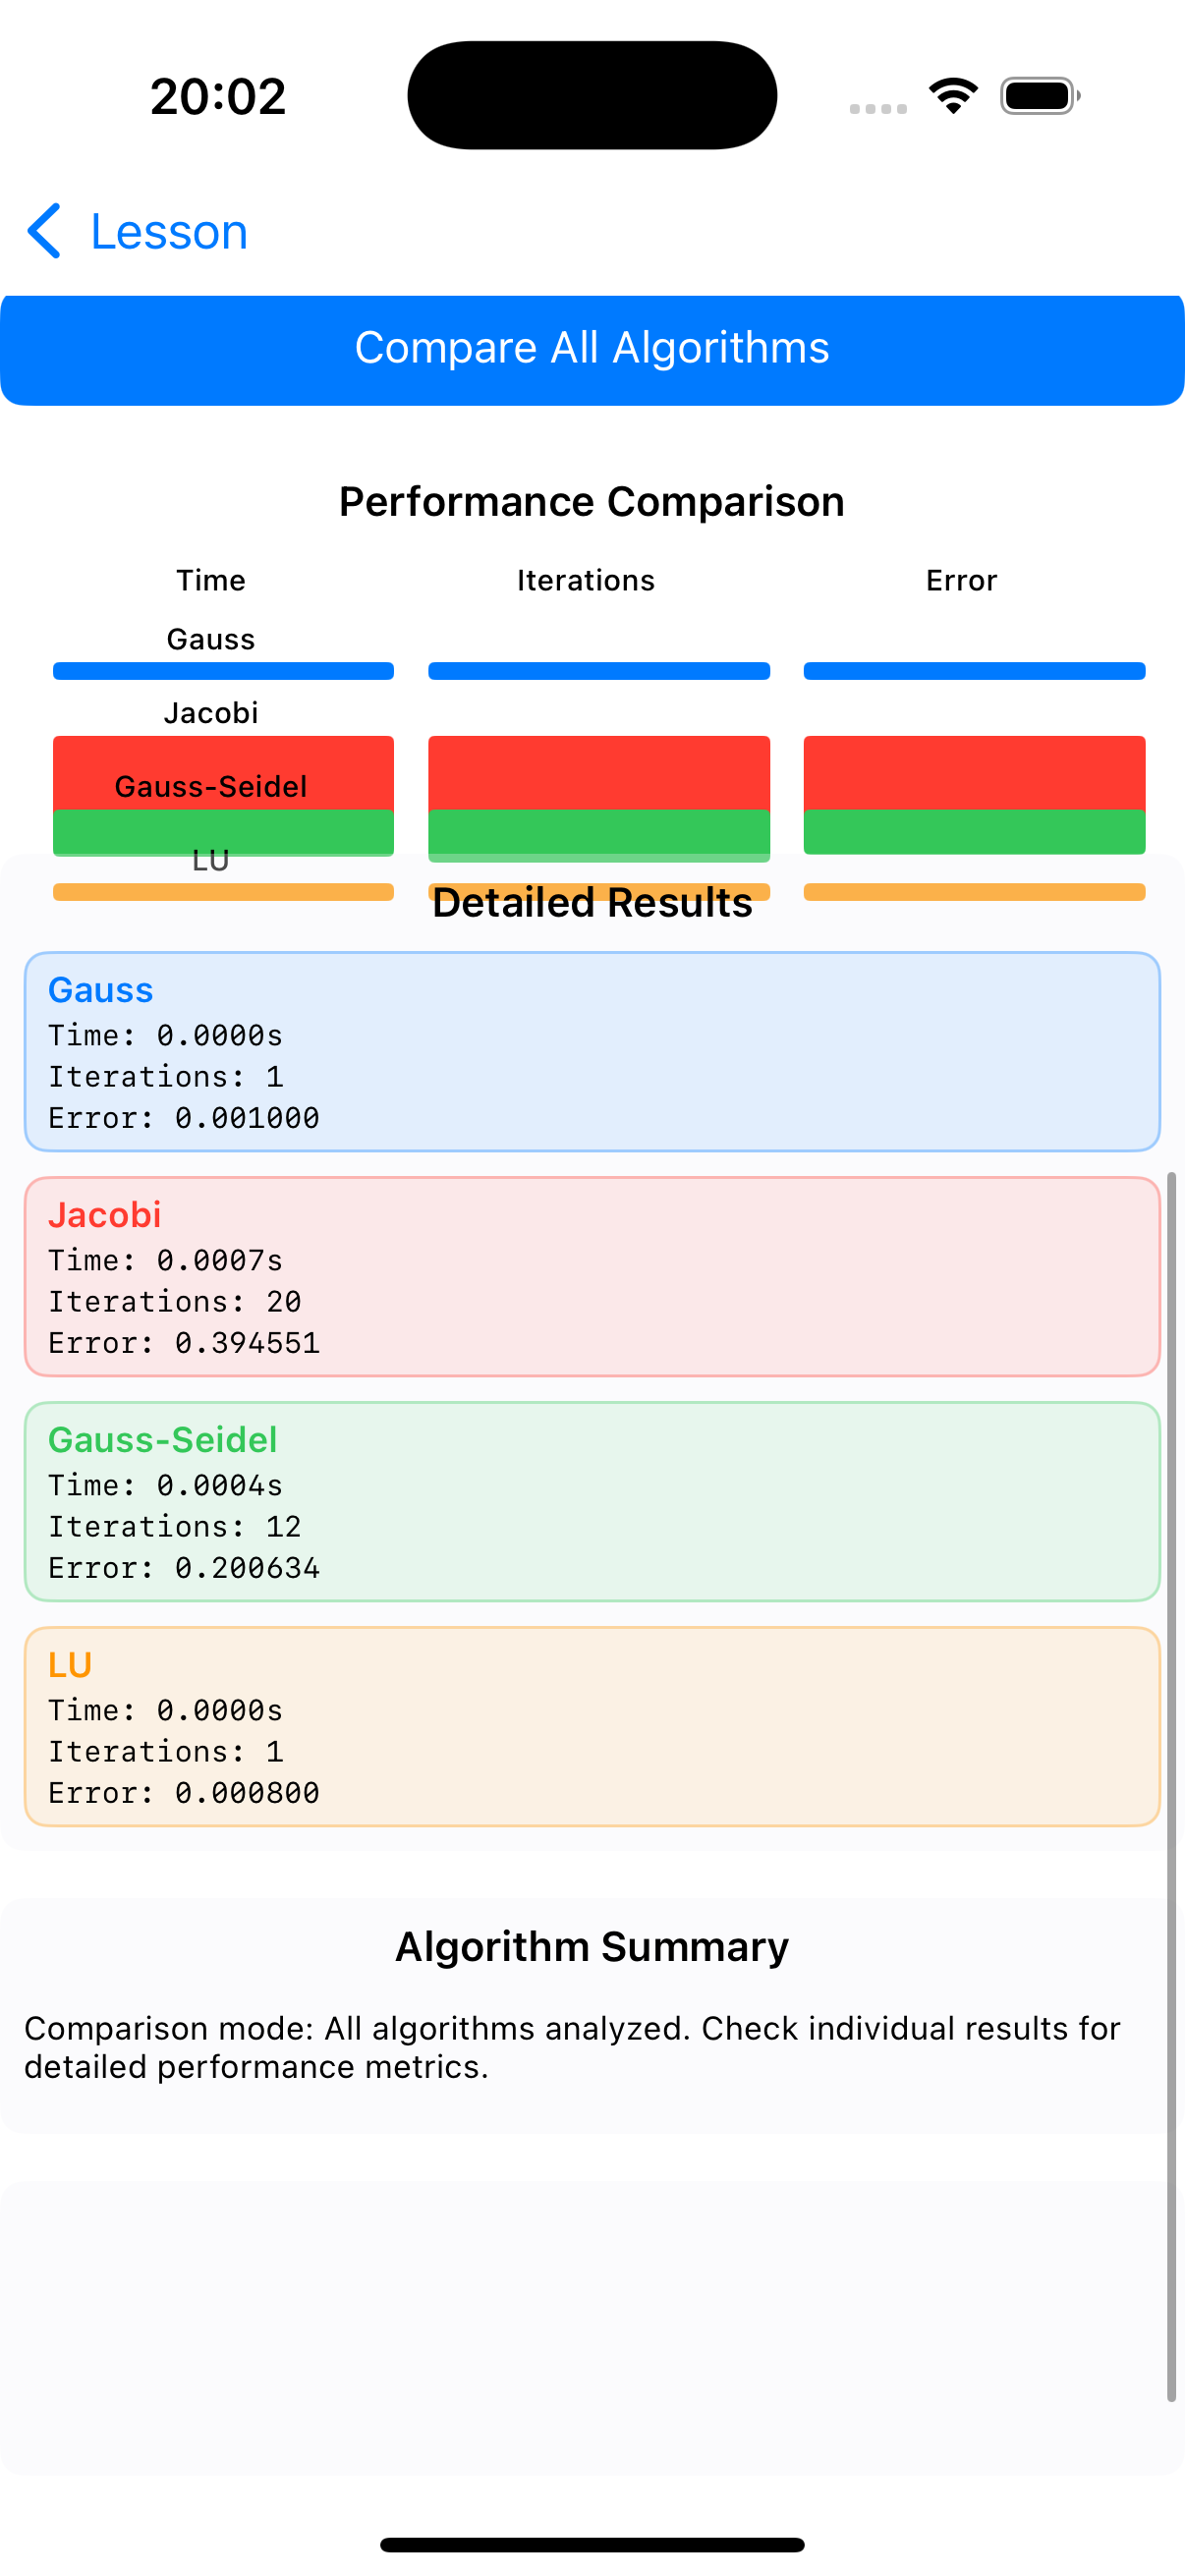 20:02
Lesson
Compare All Algorithms
Performance Comparison
Time Iterations Error
Gauss
Jacobi
Gauss-Seidel
LU
Detailed Results
Gauss
Time: 0.0000s
Iterations: 1
Error: 0.001000
Jacobi
Time: 0.0007s
Iterations: 20
Error: 0.394551
Gauss-Seidel
Time: 0.0004s
Iterations: 12
Error: 0.200634
LU
Time: 0.0000s
Iterations: 1
Error: 0.000800
Algorithm Summary
Comparison mode: All algorithms analyzed. Check individual results for
detailed performance metrics.